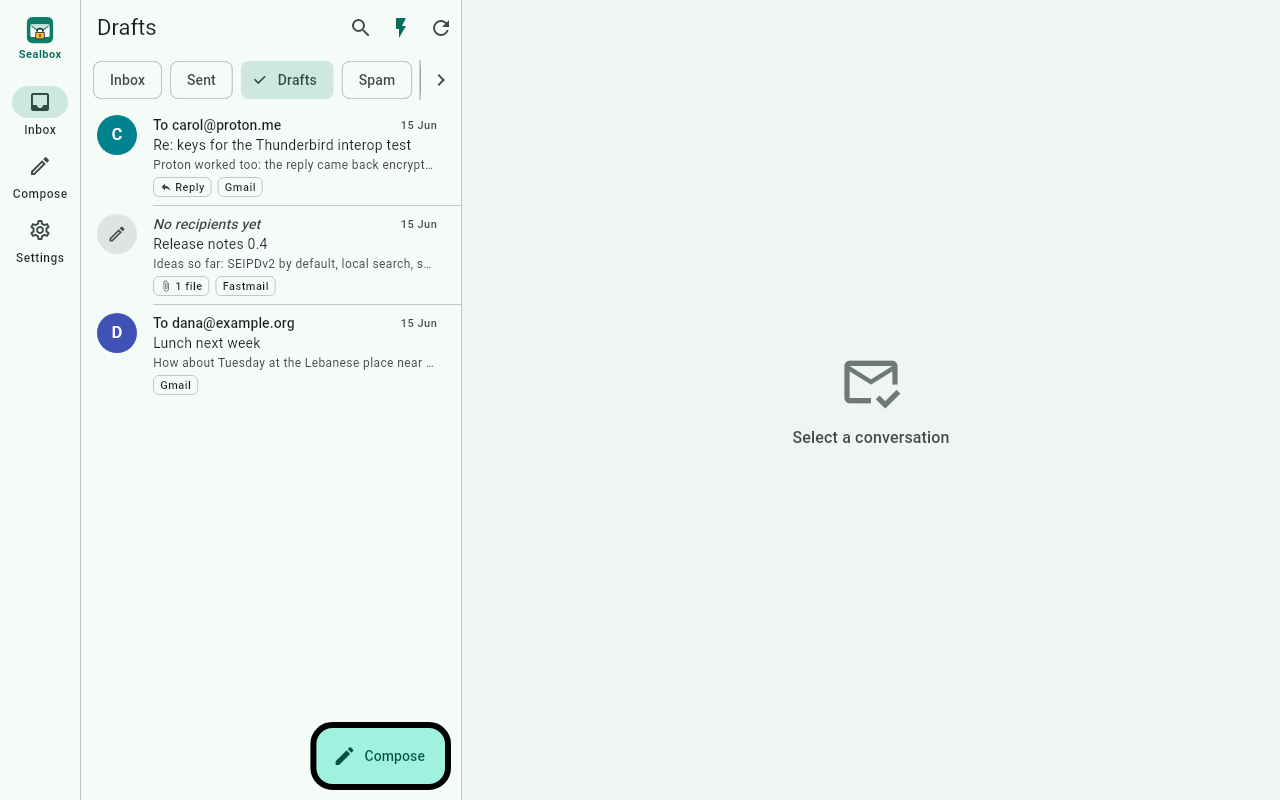 Sealbox
Inbox
Compose
Settings
Drafts
Inbox
Sent
Drafts
Spam
C
To carol@proton.me
15 Jun
Re: keys for the Thunderbird interop test
Proton worked too: the reply came back encrypt…
Reply
Gmail
No recipients yet
15 Jun
Release notes 0.4
Ideas so far: SEIPDv2 by default, local search, s…
1 file
Fastmail
D
To dana@example.org
15 Jun
Lunch next week
How about Tuesday at the Lebanese place near …
Gmail
Compose
Select a conversation